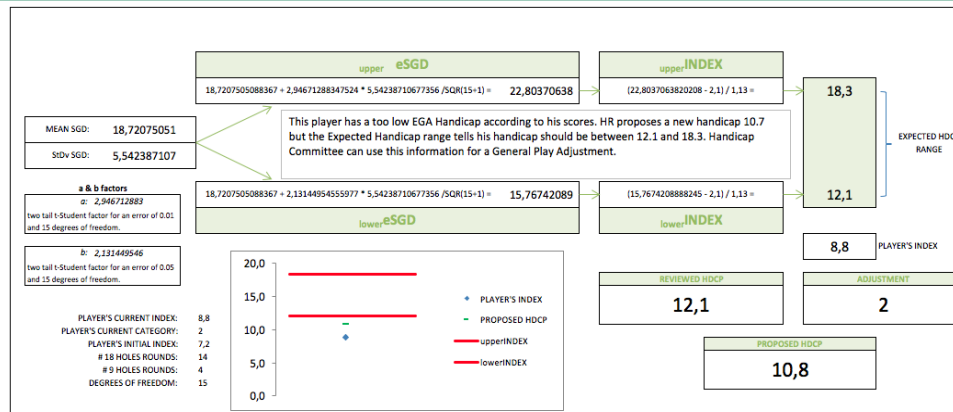 upper eSGD
upperINDEX
18,7207505088367 + 2,94671288347524 * 5,54238710677356 /SQR(15+1) = 22,80370638
(22,8037063820208 - 2,1) / 1,13 =
18,3
MEAN SGD: 18,72075051
StDv SGD: 5,542387107
This player has a too low EGA Handicap according to his scores. HR proposes a new handicap 10.7
but the Expected Handicap range tells his handicap should be between 12.1 and 18.3. Handicap
Committee can use this information for a General Play Adjustment.
EXPECTED HDC
RANGE
a & b factors
a: 2,946712883
two tail t-Student factor for an error of 0.01
and 15 degrees of freedom.
18,7207505088367 + 2,13144954555977 * 5,54238710677356 /SQR(15+1) = 15,76742089
(15,7674208888245 - 2,1) / 1,13 =
12,1
lowereSGD
lowerINDEX
b: 2,131449546
two tail t-Student factor for an error of 0.05
and 15 degrees of freedom.
8,8 PLAYER'S INDEX
REVIEWED HDCP
12,1
ADJUSTMENT
2
PROPOSED HDCP
10,8
PLAYER'S CURRENT INDEX: 8,8
PLAYER'S CURRENT CATEGORY: 2
PLAYER'S INITIAL INDEX: 7,2
# 18 HOLES ROUNDS: 14
# 9 HOLES ROUNDS: 4
DEGREES OF FREEDOM: 15
20,0
15,0
10,0
5,0
0,0
PLAYER'S INDEX
PROPOSED HDCP
upperINDEX
lowerINDEX